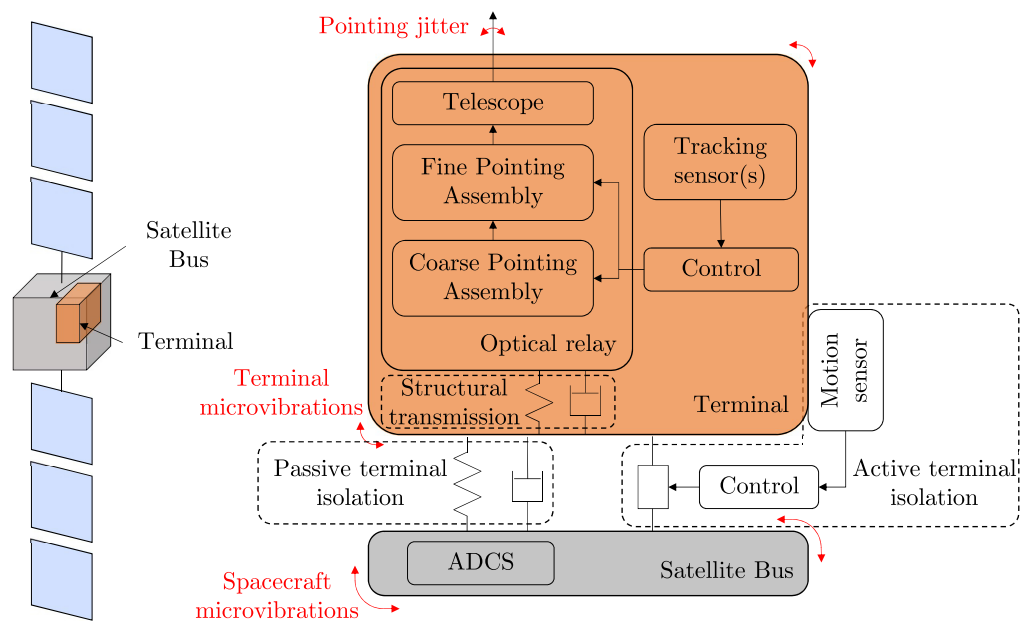 Pointing jitter
Telescope
Fine Pointing
Assembly
Tracking
sensor(s)
Satellite
Bus
Coarse Pointing
Assembly
Control
Terminal
Optical relay
Motion
sensor
Terminal
microvibrations
Structural
transmission
Terminal
Passive terminal
isolation
Control
Active terminal
isolation
ADCS
Satellite Bus
Spacecraft
microvibrations